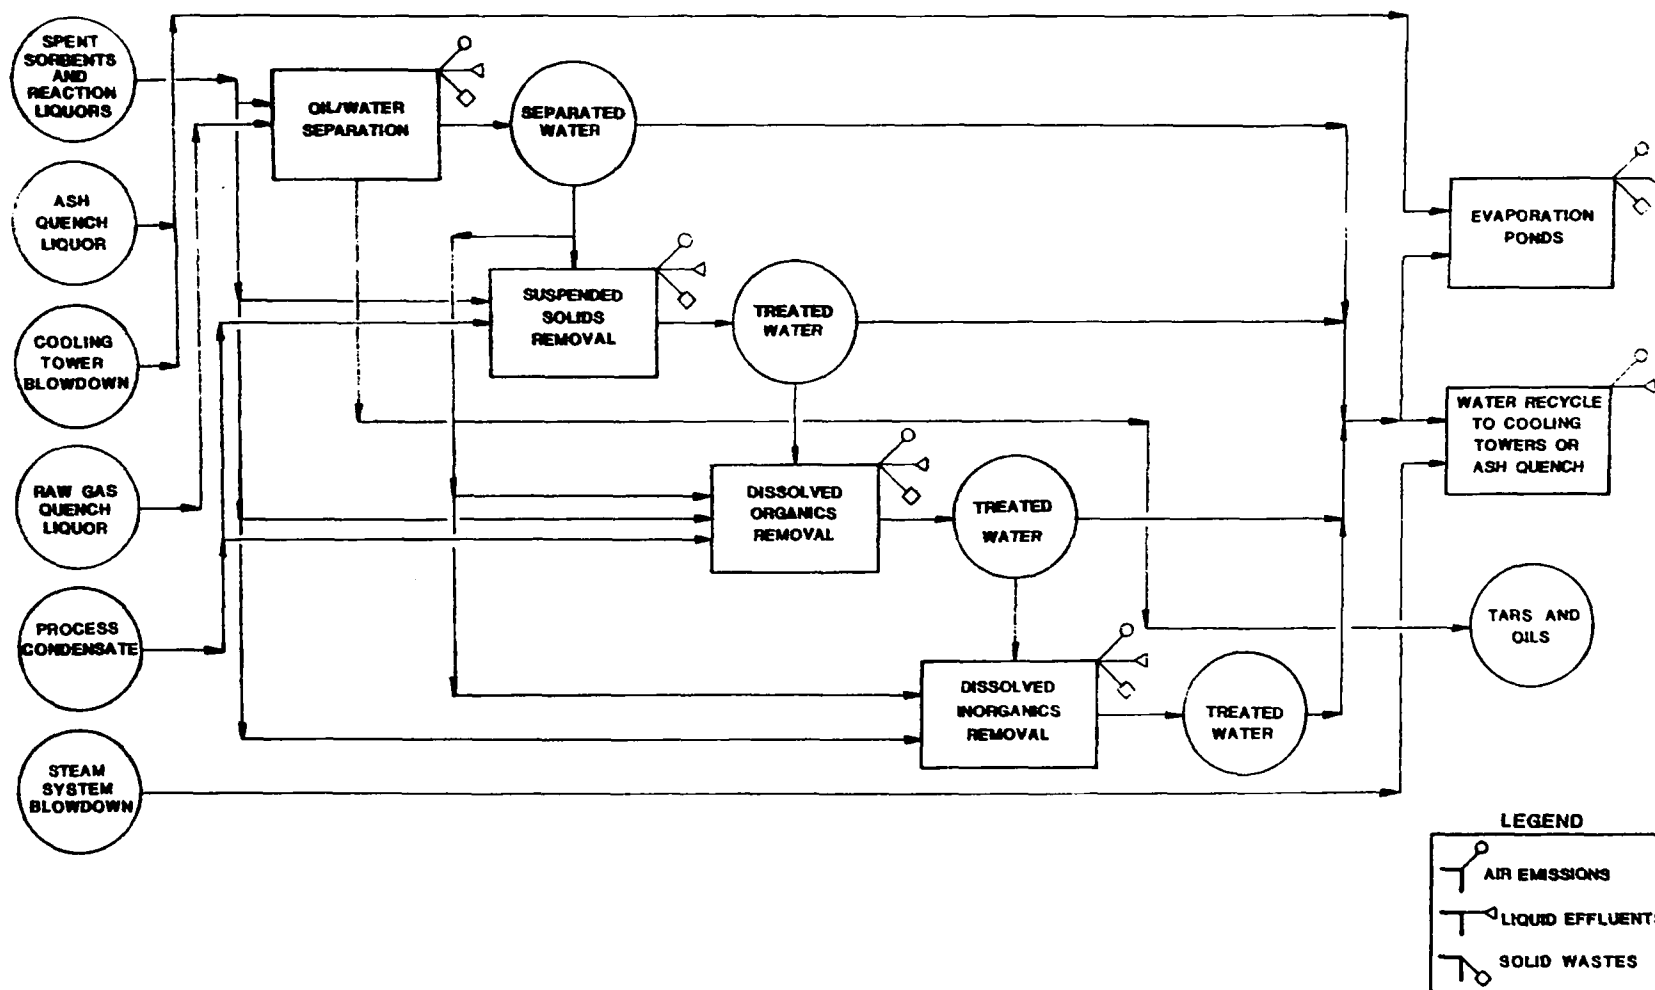 SPENT
SORBENTS
AND
REACTION
LIQUORS
OIL/WATER
SEPARATION
SEPARATED
WATER
ASH
QUENCH
LIQUOR
EVAPORATION
PONDS
COOLING
TOWER
BLOWDOWN
SUSPENDED
SOLIDS
REMOVAL
TREATED
WATER
WATER RECYCLE
TO COOLING
TOWERS OR
ASH QUENCH
RAW GAS
QUENCH
LIQUOR
DISSOLVED
ORGANICS
REMOVAL
TREATED
WATER
PROCESS
CONDENSATE
TARS AND
OILS
DISSOLVED
INORGANICS
REMOVAL
TREATED
WATER
STEAM
SYSTEM
BLOWDOWN
LEGEND
AIR EMISSIONS
LIQUID EFFLUENTS
SOLID WASTES